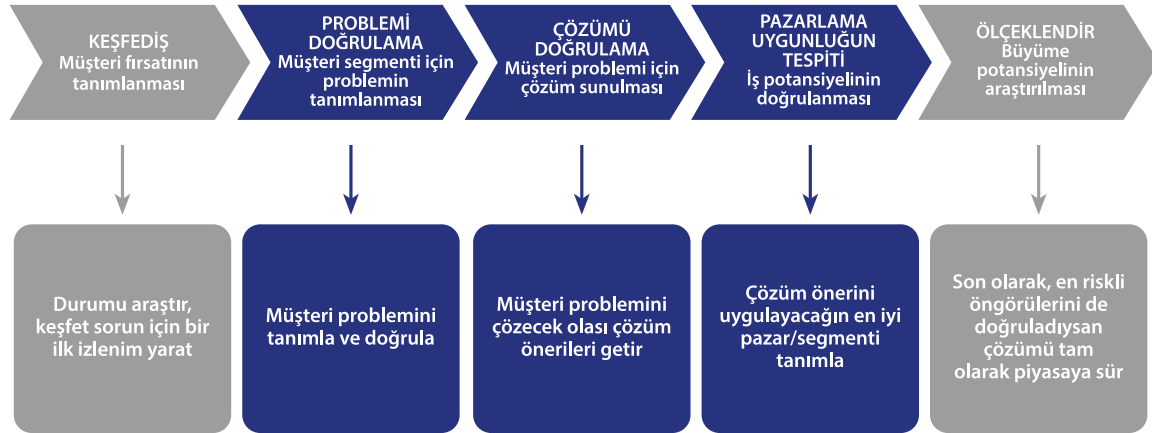 KEŞFEDİŞ
Müşteri fırsatının
tanımlanması
PROBLEMİ
DOĞRULAMA
Müşteri segmenti için
problemin
tanımlanması
ÇÖZÜMÜ
DOĞRULAMA
Müşteri problemi için
çözüm sunulması
PAZARLAMA
UYGUNLUĞUN
TESPİTİ
İş potansiyelinin
doğrulanması
ÖLÇEKLENDİR
Büyüme
potansiyelinin
araştırılması
Durumu araştır,
keşfet sorun için bir
ilk izlenim yarat
Müşteri problemini
tanımla ve doğrula
Müşteri problemini
çözecek olası çözüm
önerileri getir
Çözüm önerini
uygulayacağın en iyi
pazar/segmenti
tanımla
Son olarak, en riskli
öngörülerini de
doğruladıysan
çözümü tam
olarak piyasaya sür